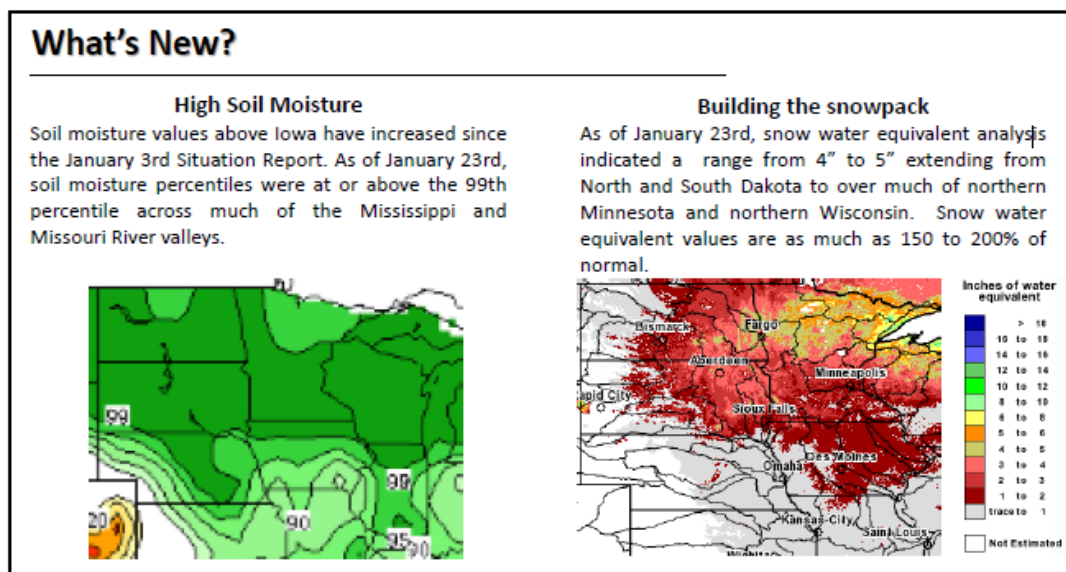 What's New?
High Soil Moisture
Soil moisture values above Iowa have increased since
the January 3rd Situation Report. As of January 23rd,
soil moisture percentiles were at or above the 99th
percentile across much of the Mississippi and
Missouri River valleys.
Building the snowpack
As of January 23rd, snow water equivalent analysis
indicated a range from 4” to 5” extending from
North and South Dakota to over much of northern
Minnesota and northern Wisconsin. Snow water
equivalent values are as much as 150 to 200% of
normal.
99
99
90
95
90
20
Bismarck
Fargo
Aberdeen
Minneapolis
Rapid City
Sioux Falls
Des Moines
Omaha
Kansas City
Saint Louis
Wichita
Inches of water
equivalent
> 18
16 to 18
14 to 16
12 to 14
10 to 12
8 to 10
6 to 8
5 to 6
4 to 5
3 to 4
2 to 3
1 to 2
trace to 1
Not Estimated